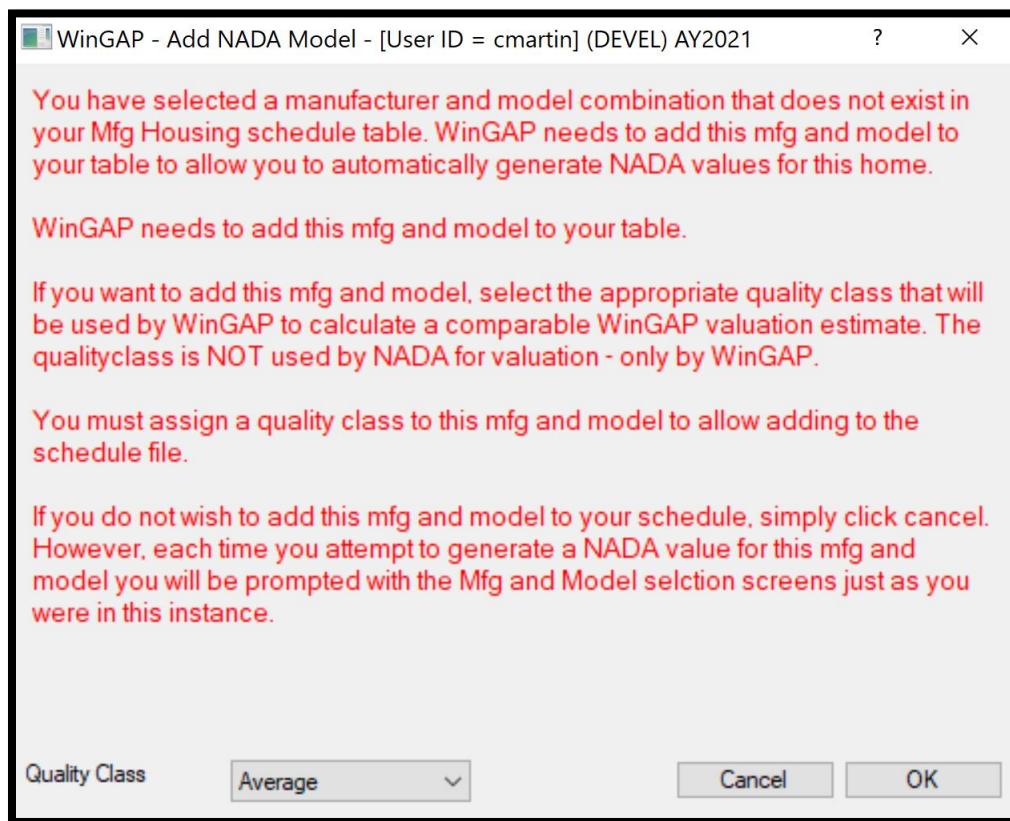 WinGAP - Add NADA Model - [User ID = cmartin] (DEVEL) AY2021 ?
You have selected a manufacturer and model combination that does not exist in
your Mfg Housing schedule table. WinGAP needs to add this mfg and model to
your table to allow you to automatically generate NADA values for this home.
WinGAP needs to add this mfg and model to your table.
If you want to add this mfg and model, select the appropriate quality class that will
be used by WinGAP to calculate a comparable WinGAP valuation estimate. The
qualityclass is NOT used by NADA for valuation - only by WinGAP.
You must assign a quality class to this mfg and model to allow adding to the
schedule file.
If you do not wish to add this mfg and model to your schedule, simply click cancel.
However, each time you attempt to generate a NADA value for this mfg and
model you will be prompted with the Mfg and Model selction screens just as you
were in this instance.
Quality Class Average Cancel OK